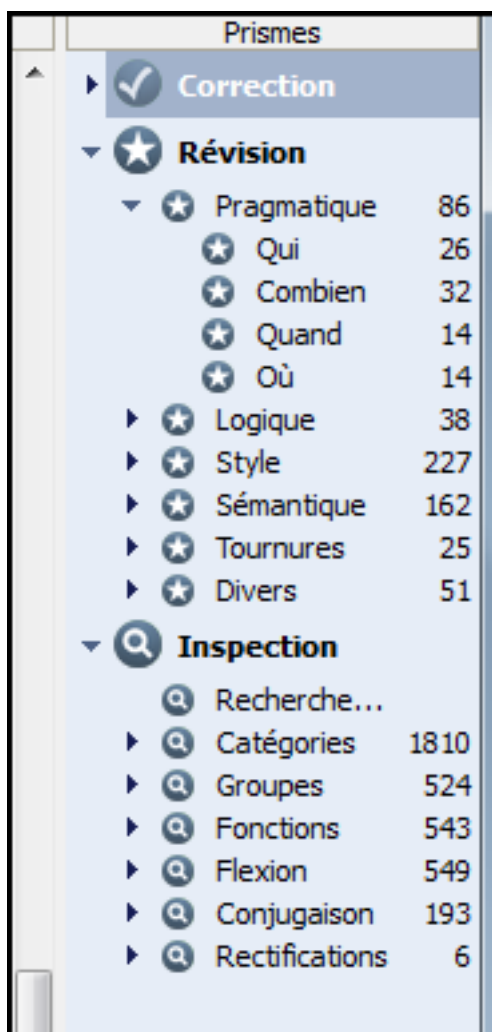 Prismes
Correction
Révision
Pragmatique 86
Qui 26
Combien 32
Quand 14
Où 14
Logique 38
Style 227
Sémantique 162
Tournures 25
Divers 51
Inspection
Recherche...
Catégories 1810
Groupes 524
Fonctions 543
Flexion 549
Conjugaison 193
Rectifications 6